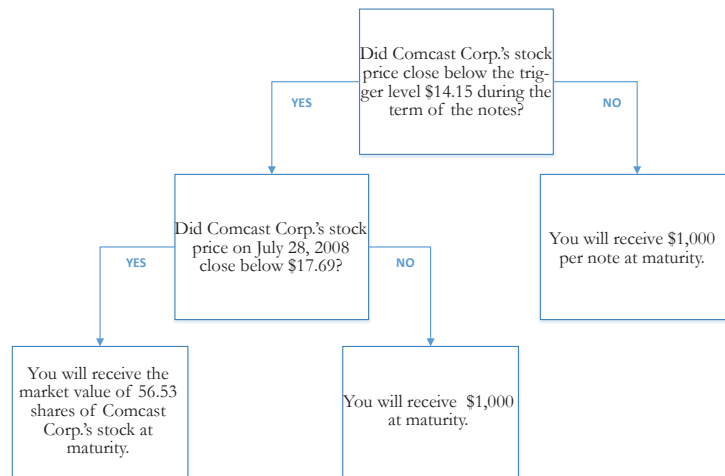 Did Comcast Corp.'s stock
price close below the trig-
ger level $14.15 during the
term of the notes?
YES
NO
Did Comcast Corp.'s stock
price on July 28, 2008
close below $17.69?
You will receive $1,000
per note at maturity.
YES
NO
You will receive the
market value of 56.53
shares of Comcast
Corp.'s stock at
maturity.
You will receive $1,000
at maturity.